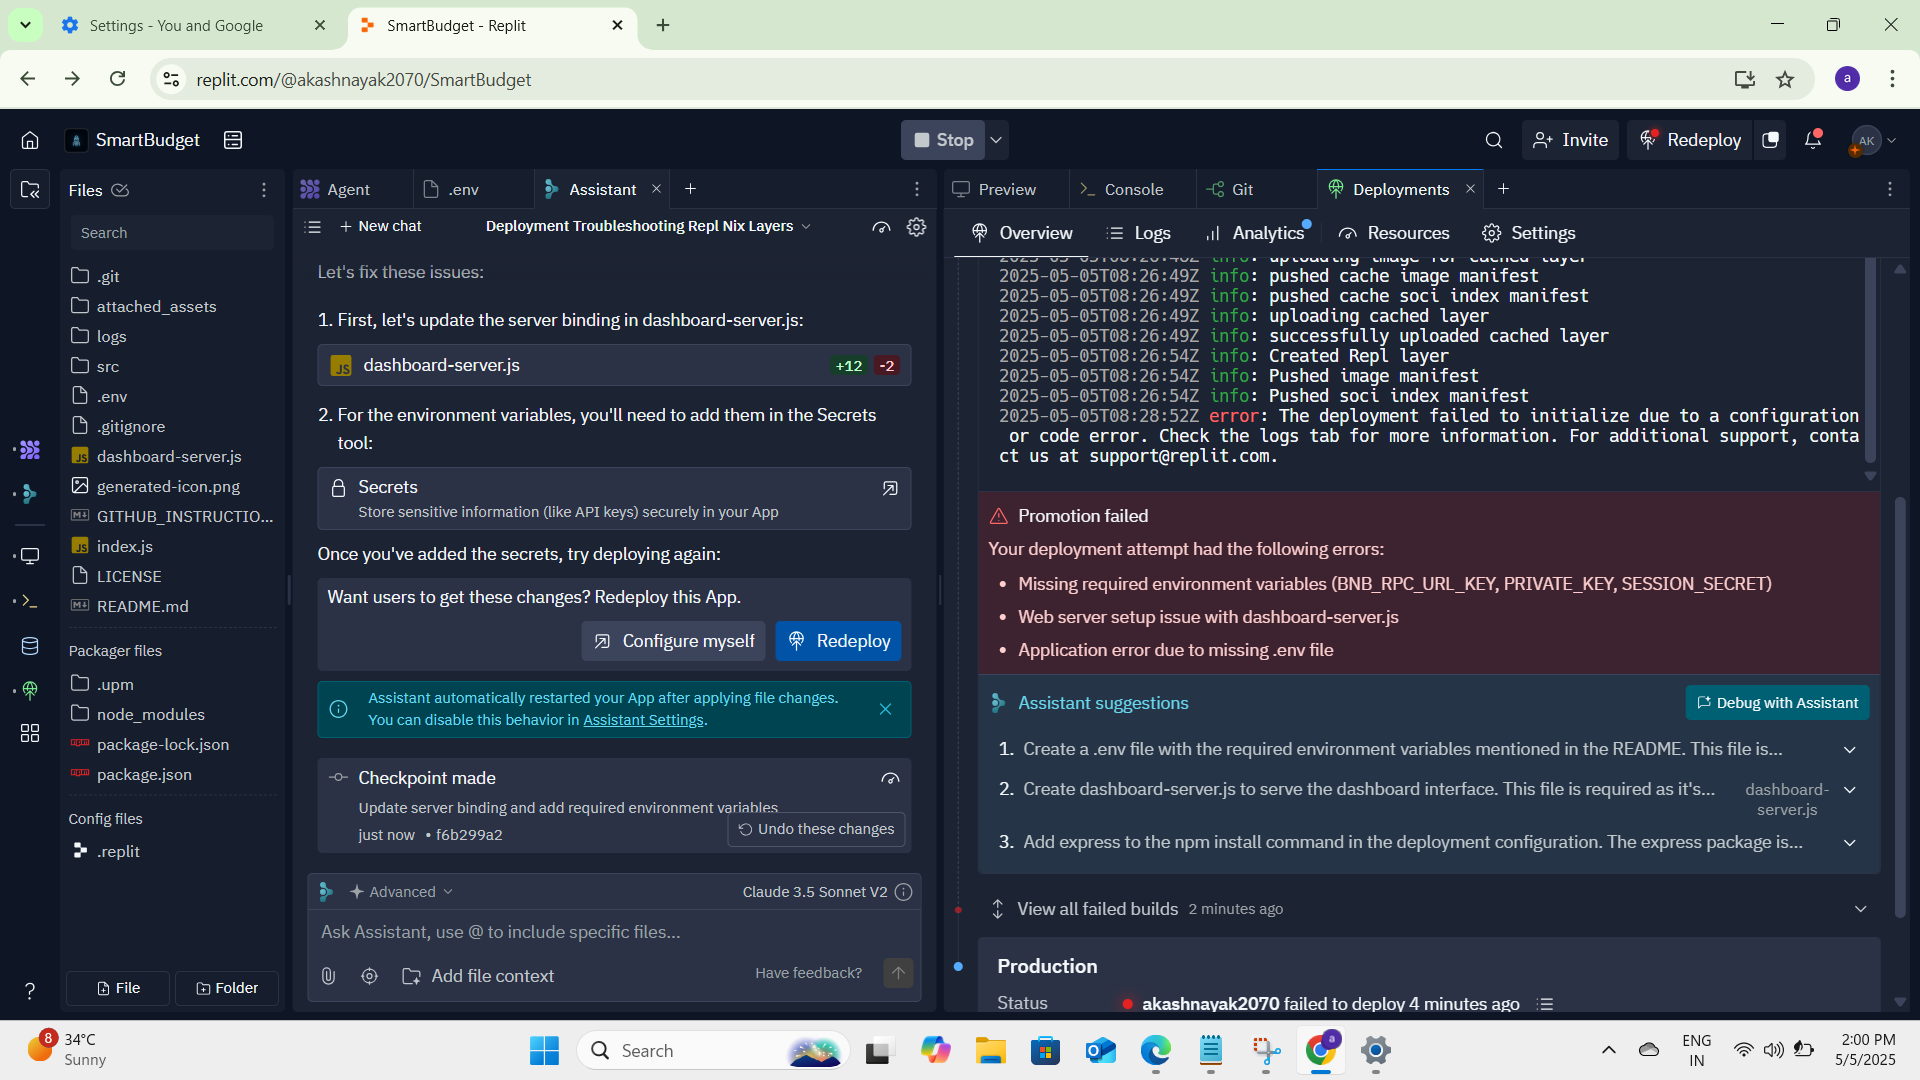 Settings - You and Google
SmartBudget - Replit
replit.com/@akashnayak2070/SmartBudget
a
SmartBudget
Stop
Invite
Redeploy
AK
Files
Search
.git
attached_assets
logs
src
.env
.gitignore
dashboard-server.js
generated-icon.png
GITHUB_INSTRUCTIO...
index.js
LICENSE
README.md
Packager files
.upm
node_modules
package-lock.json
package.json
Config files
.replit
File
Folder
Agent
.env
Assistant
New chat
Deployment Troubleshooting Repl Nix Layers
Let's fix these issues:
1. First, let's update the server binding in dashboard-server.js:
JS dashboard-server.js +12 -2
2. For the environment variables, you'll need to add them in the Secrets
tool:
Secrets
Store sensitive information (like API keys) securely in your App
Once you've added the secrets, try deploying again:
Want users to get these changes? Redeploy this App.
Configure myself
Redeploy
Assistant automatically restarted your App after applying file changes.
You can disable this behavior in Assistant Settings.
Checkpoint made
Update server binding and add required environment variables
just now • f6b299a2
Undo these changes
Advanced
Claude 3.5 Sonnet V2
Ask Assistant, use @ to include specific files...
Add file context
Have feedback?
Preview
Console
Git
Deployments
Overview
Logs
Analytics
Resources
Settings
2025-05-05T08:26:48Z info: uploading image for cached layer
2025-05-05T08:26:49Z info: pushed cache image manifest
2025-05-05T08:26:49Z info: pushed cache soci index manifest
2025-05-05T08:26:49Z info: uploading cached layer
2025-05-05T08:26:49Z info: successfully uploaded cached layer
2025-05-05T08:26:54Z info: Created Repl layer
2025-05-05T08:26:54Z info: Pushed image manifest
2025-05-05T08:26:54Z info: Pushed soci index manifest
2025-05-05T08:28:52Z error: The deployment failed to initialize due to a configuration
or code error. Check the logs tab for more information. For additional support, conta
ct us at support@replit.com.
Promotion failed
Your deployment attempt had the following errors:
• Missing required environment variables (BNB_RPC_URL_KEY, PRIVATE_KEY, SESSION_SECRET)
• Web server setup issue with dashboard-server.js
• Application error due to missing .env file
Assistant suggestions
Debug with Assistant
1. Create a .env file with the required environment variables mentioned in the README. This file is...
2. Create dashboard-server.js to serve the dashboard interface. This file is required as it's...
dashboard-
server.js
3. Add express to the npm install command in the deployment configuration. The express package is...
View all failed builds 2 minutes ago
Production
Status
akashnayak2070 failed to deploy 4 minutes ago
8
34°C
Sunny
Search
a
ENG
IN
2:00 PM
5/5/2025